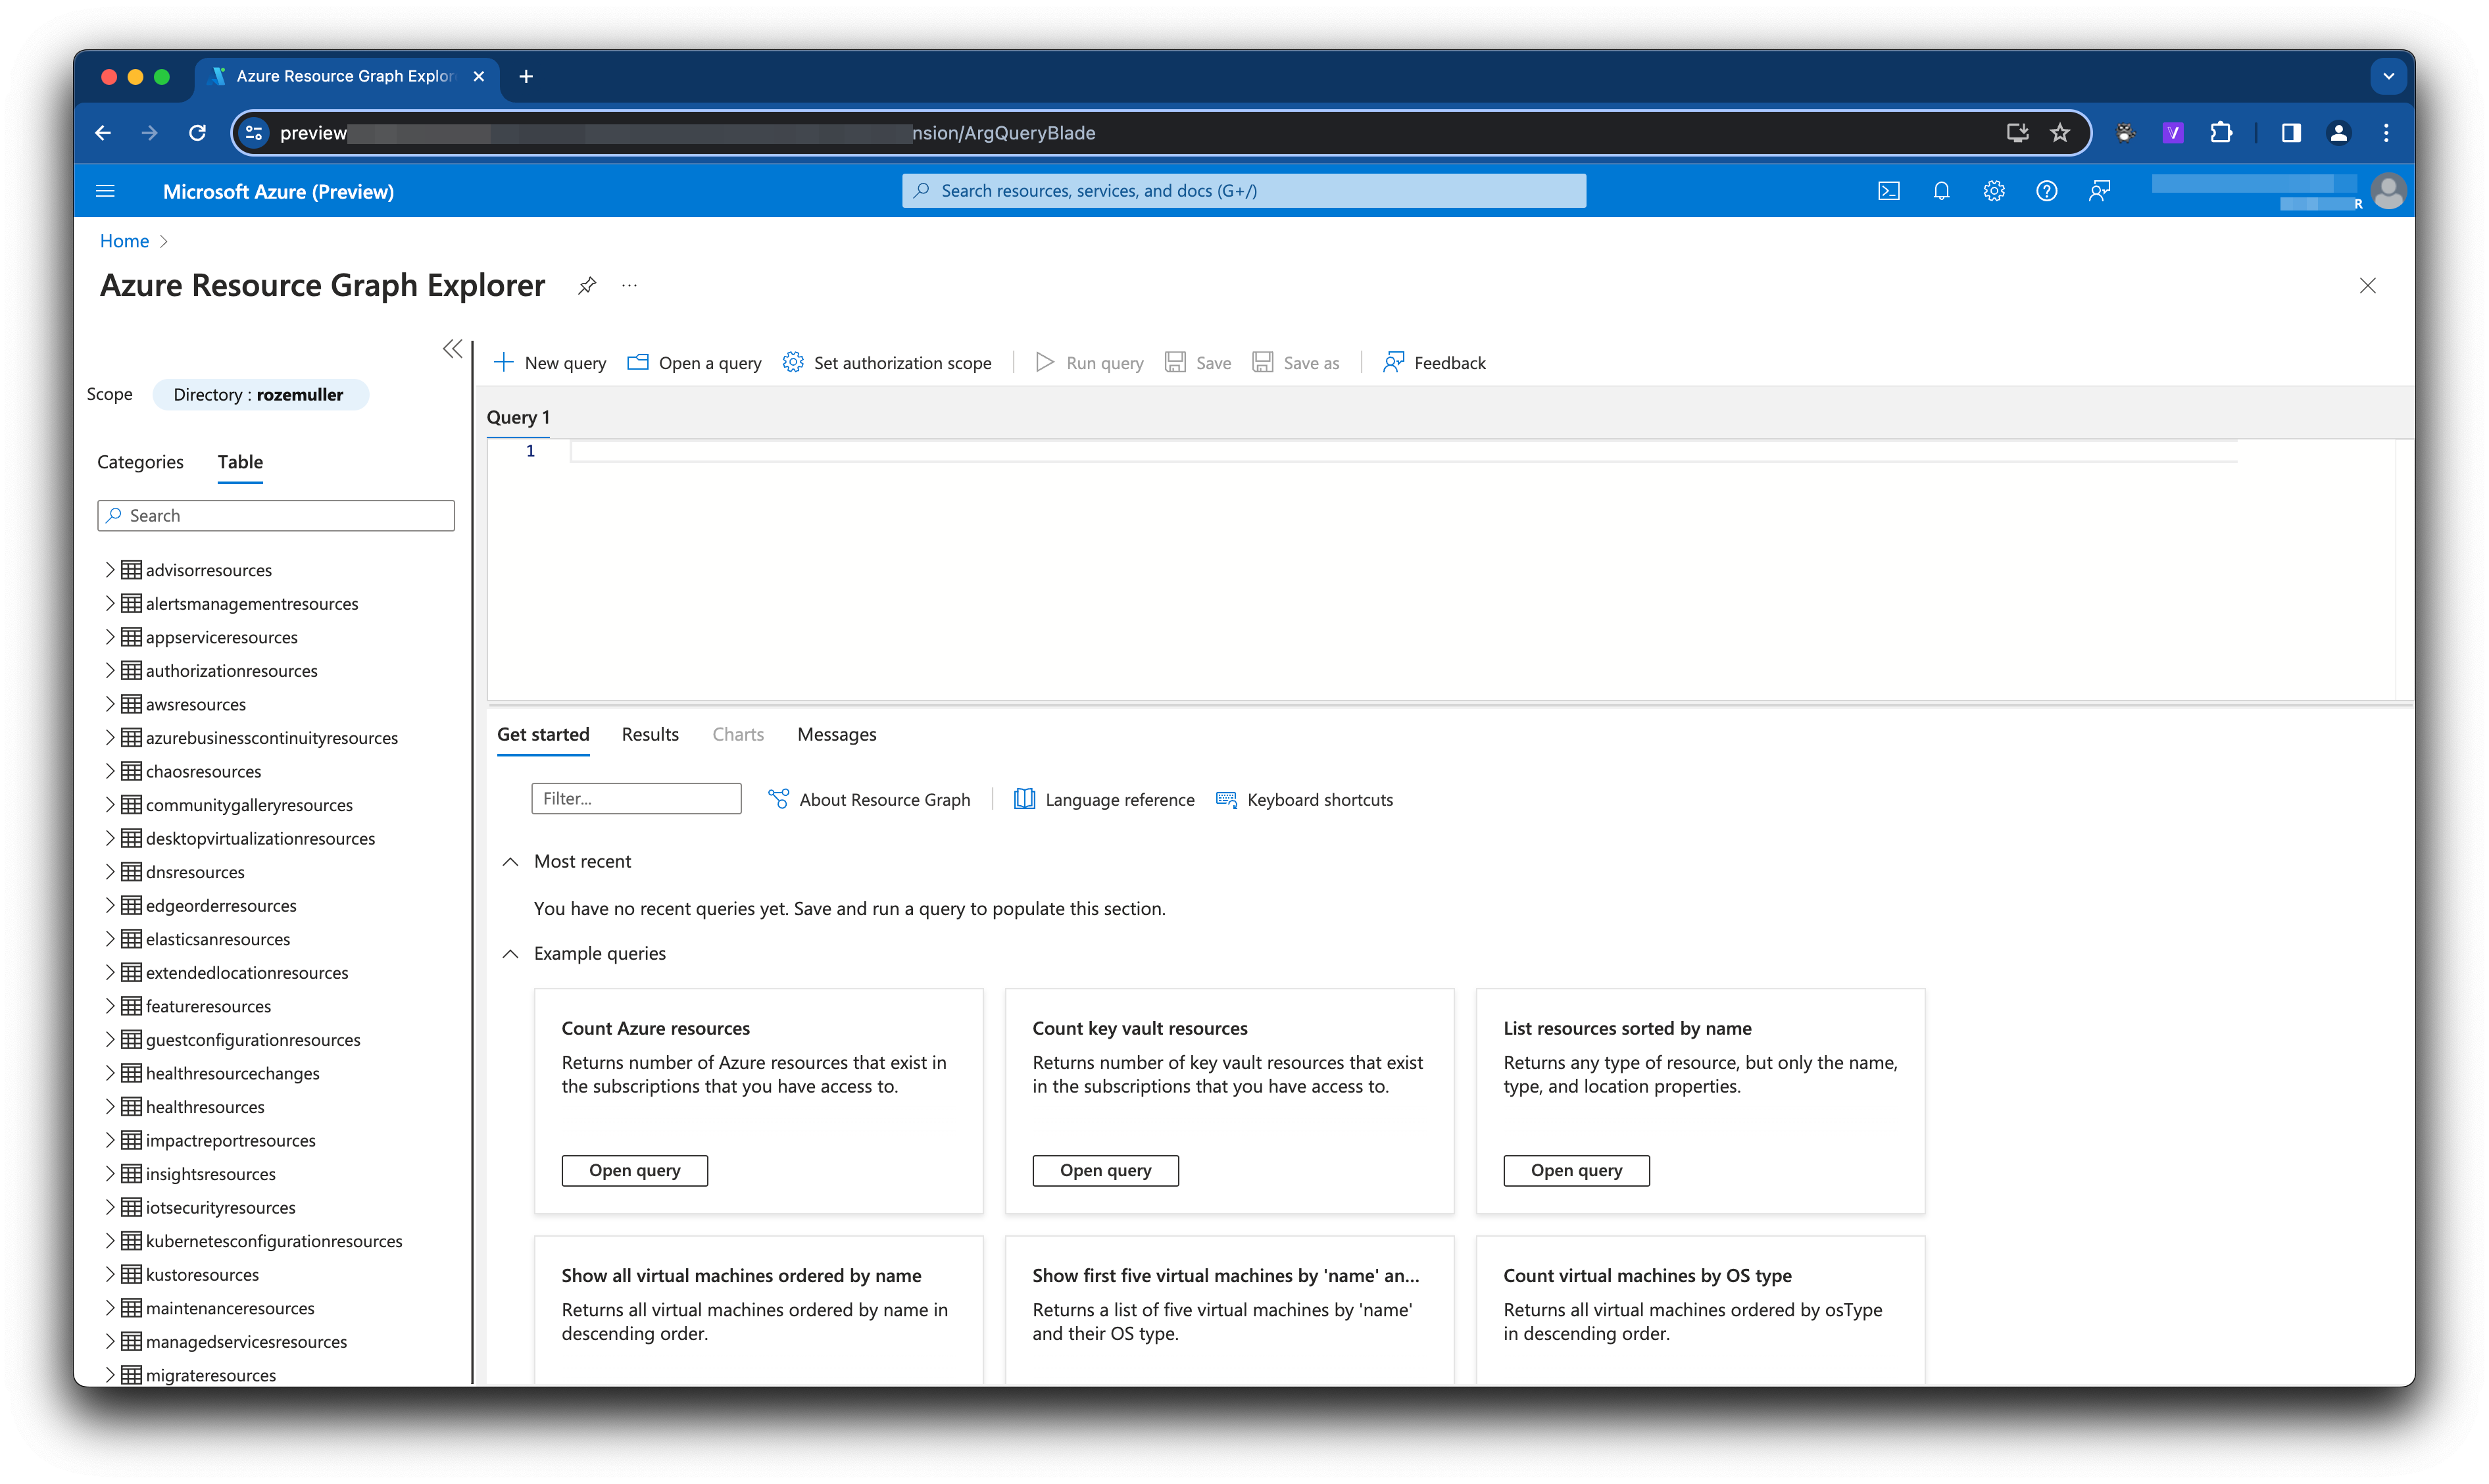 Azure Resource Graph Explor
preview
nsion/ArgQueryBlade
Microsoft Azure (Preview)
Search resources, services, and docs (G+/)
R
Home
Azure Resource Graph Explorer
Scope
Directory : rozemuller
Categories
Table
Search
advisorresources
alertsmanagementresources
appserviceresources
authorizationresources
awsresources
azurebusinesscontinuityresources
chaosresources
communitygalleryresources
desktopvirtualizationresources
dnsresources
edgeorderresources
elasticsanresources
extendedlocationresources
featureresources
guestconfigurationresources
healthresourcechanges
healthresources
impactreportresources
insightsresources
iotsecurityresources
kubernetesconfigurationresources
kustoresources
maintenanceresources
managedservicesresources
migrateresources
New query
Open a query
Set authorization scope
Run query
Save
Save as
Feedback
Query 1
1
Get started
Results
Charts
Messages
Filter...
About Resource Graph
Language reference
Keyboard shortcuts
Most recent
You have no recent queries yet. Save and run a query to populate this section.
Example queries
Count Azure resources
Returns number of Azure resources that exist in
the subscriptions that you have access to.
Open query
Count key vault resources
Returns number of key vault resources that exist
in the subscriptions that you have access to.
Open query
List resources sorted by name
Returns any type of resource, but only the name,
type, and location properties.
Open query
Show all virtual machines ordered by name
Returns all virtual machines ordered by name in
descending order.
Show first five virtual machines by 'name' an...
Returns a list of five virtual machines by 'name'
and their OS type.
Count virtual machines by OS type
Returns all virtual machines ordered by osType
in descending order.